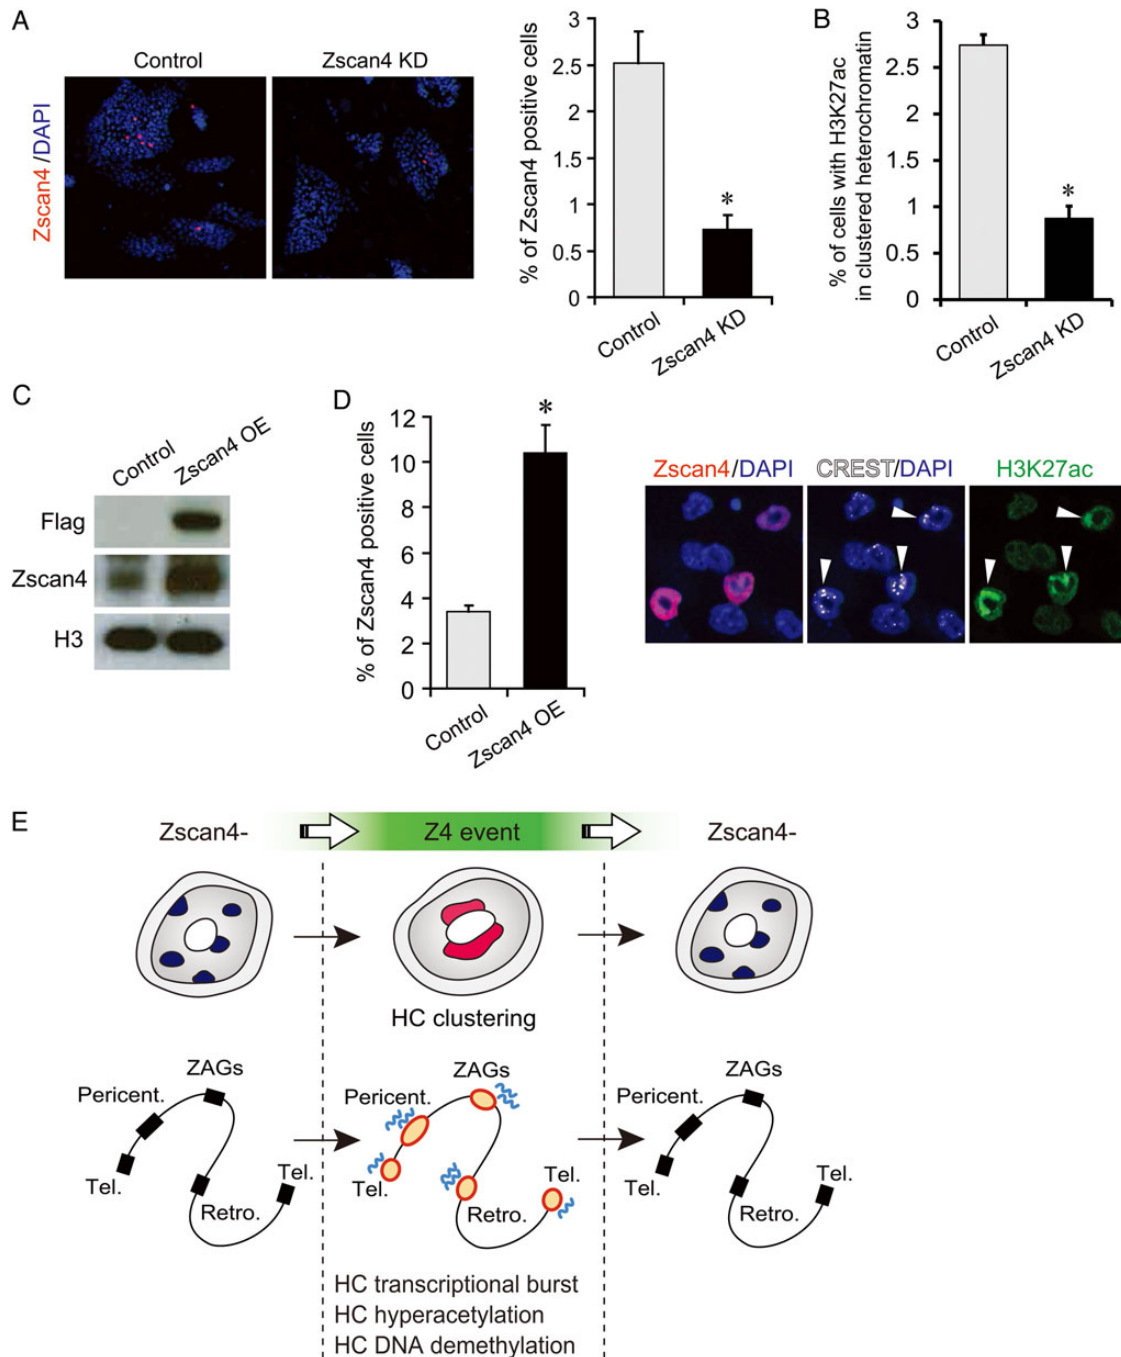 A
Control
Zscan4 KD
Zscan4 /DAPI
% of Zscan4 positive cells
3
2.5
2
1.5
1
0.5
0
*
Control
Zscan4 KD
B
% of cells with H3K27ac
in clustered heterochromatin
3
2.5
2
1.5
1
0.5
0
*
Control
Zscan4 KD
C
Control
Zscan4 OE
Flag
Zscan4
H3
D
% of Zscan4 positive cells
12
10
8
6
4
2
0
*
Control
Zscan4 OE
Zscan4/DAPI
CREST/DAPI
H3K27ac
E
Zscan4-
Z4 event
Zscan4-
HC clustering
ZAGs
Pericent.
Tel.
Retro.
Tel.
ZAGs
Pericent.
Tel.
Retro.
Tel.
ZAGs
Pericent.
Tel.
Retro.
Tel.
HC transcriptional burst
HC hyperacetylation
HC DNA demethylation